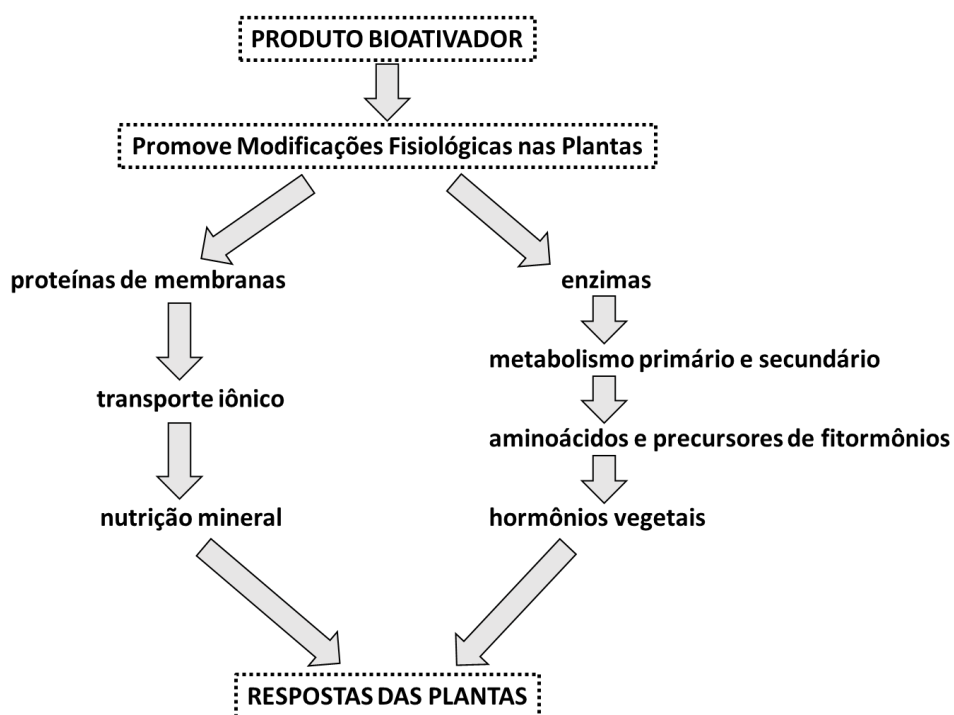 PRODUTO BIOATIVADOR
Promove Modificações Fisiológicas nas Plantas
proteínas de membranas
transporte iônico
nutrição mineral
enzimas
metabolismo primário e secundário
aminoácidos e precursores de fitormônios
hormônios vegetais
RESPOSTAS DAS PLANTAS